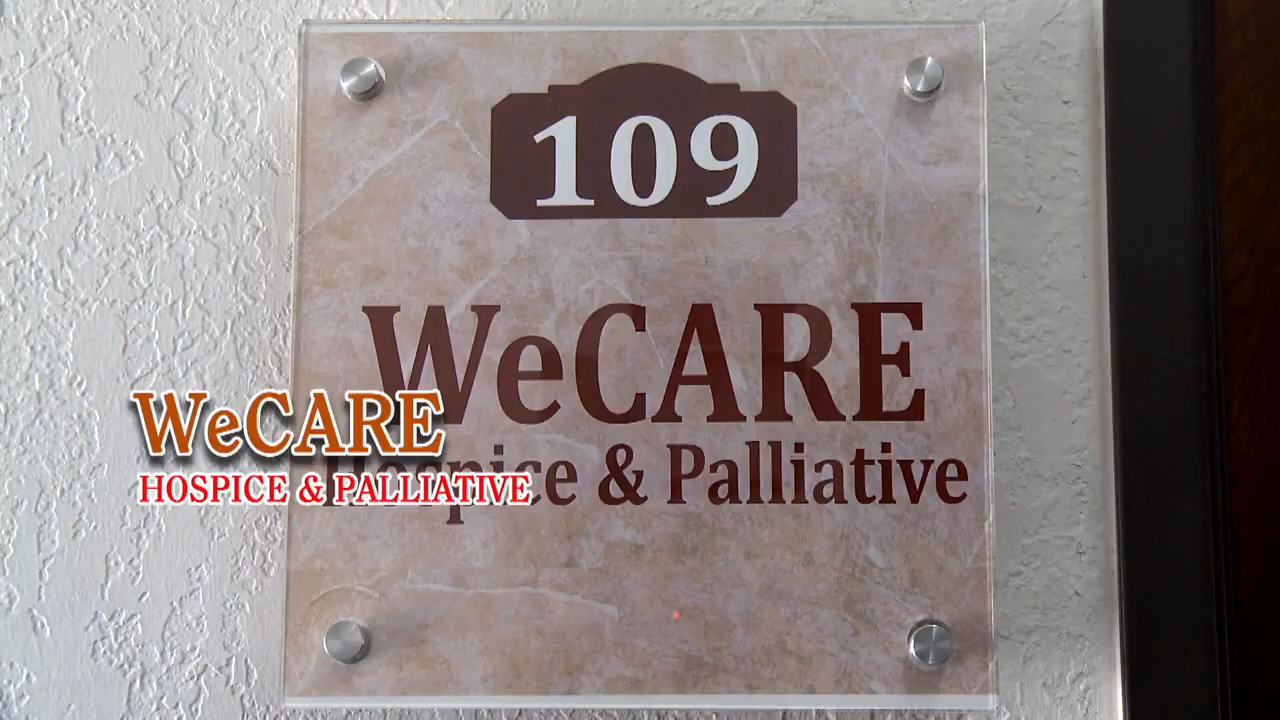 109
WeCARE
Hospice & Palliative
WeCARE
HOSPICE & PALLIATIVE